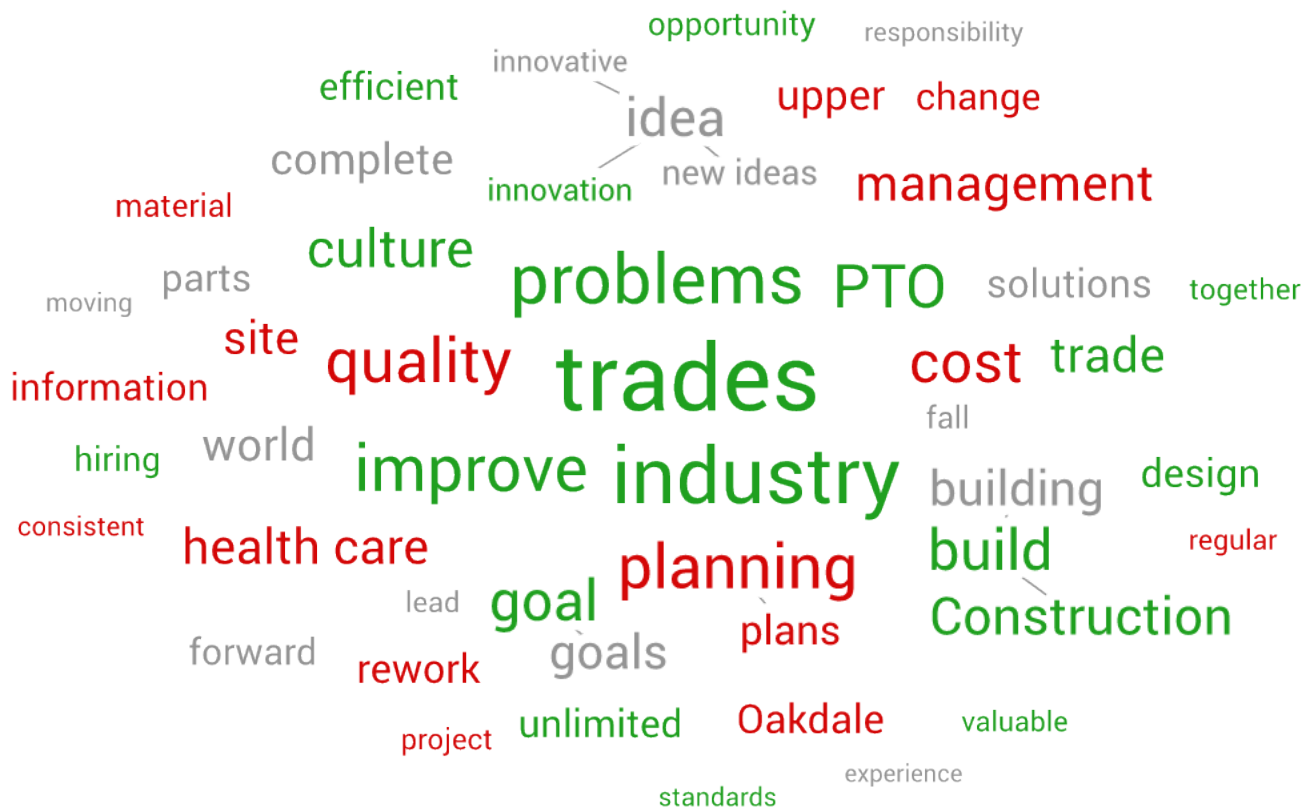 opportunity
responsibility
innovative
efficient
idea
upper
change
complete
new ideas
innovation
management
material
culture
problems
PTO
solutions
together
parts
moving
site
quality
trades
cost
trade
information
fall
hiring
world
improve
industry
building
design
consistent
health care
planning
build
regular
lead
goal
plans
Construction
forward
rework
goals
project
unlimited
Oakdale
valuable
experience
standards